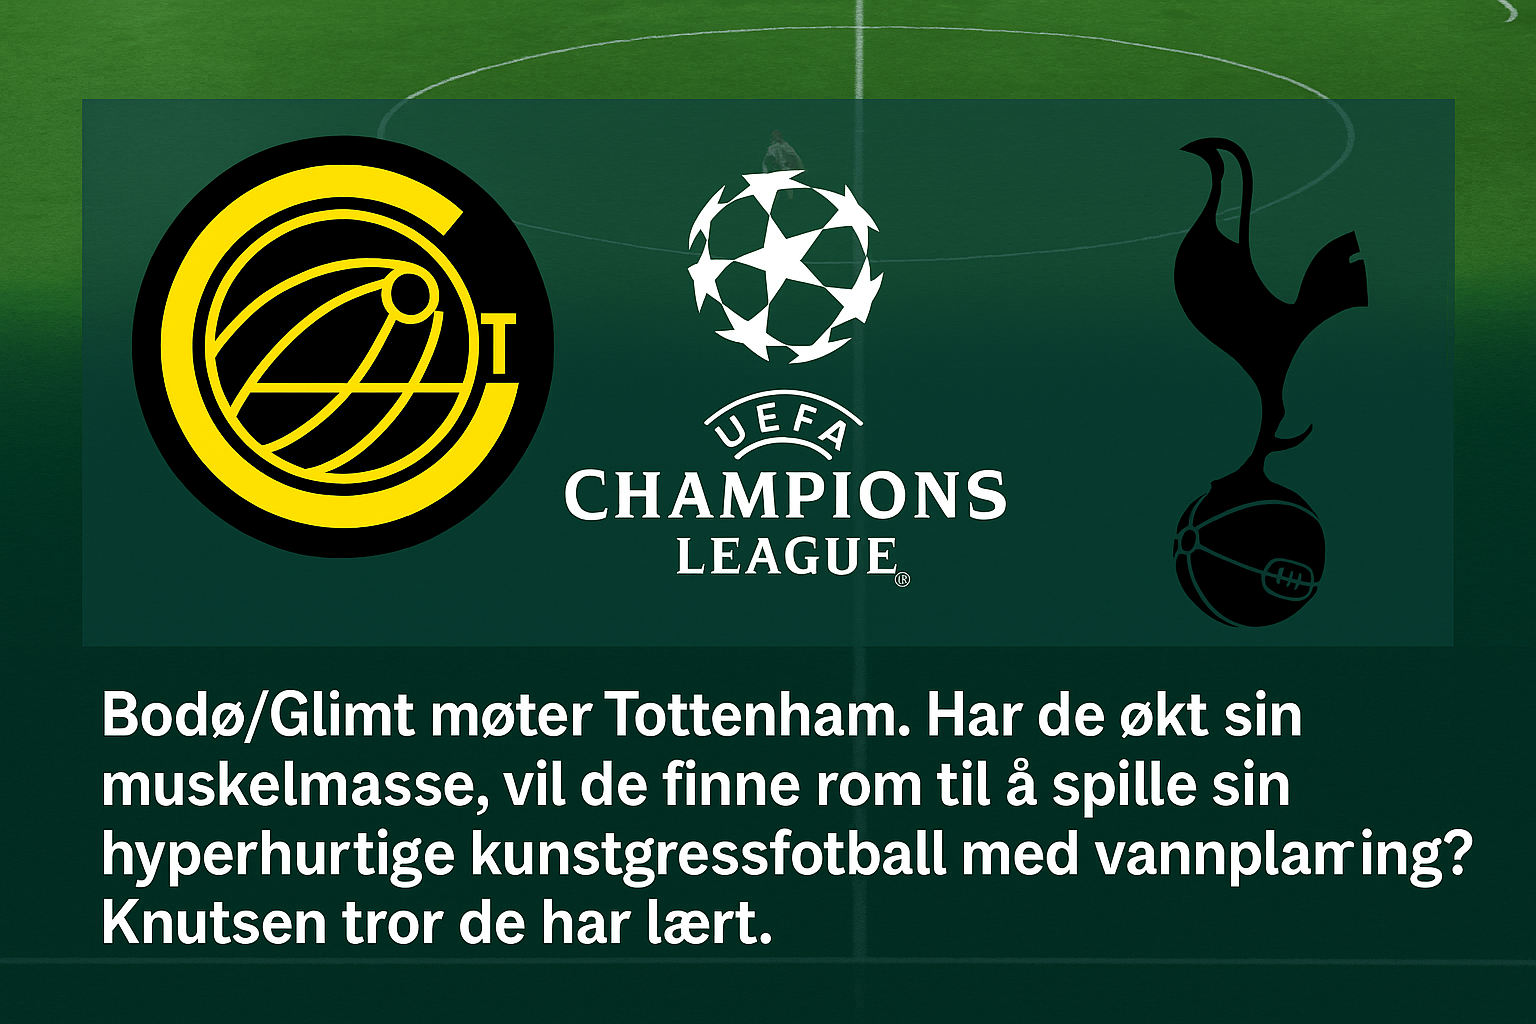 T
UEFA
CHAMPIONS
LEAGUE®
Bodø/Glimt møter Tottenham. Har de økt sin
muskelmasse, vil de finne rom til å spille sin
hyperhurtige kunstgressfotball med vannplarring?
Knutsen tror de har lært.